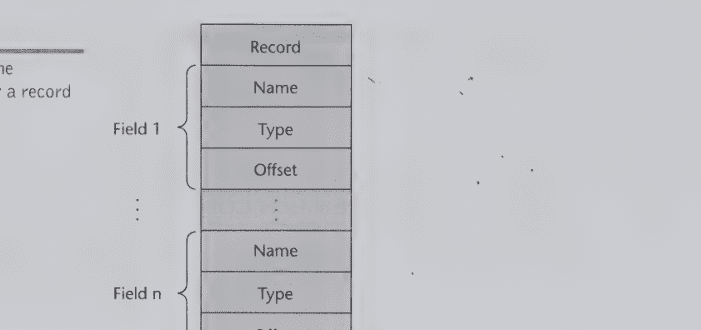 Record
ne
a record
Name
Field 1
Type
Offset
⋮
⋮
Name
Field n
Type